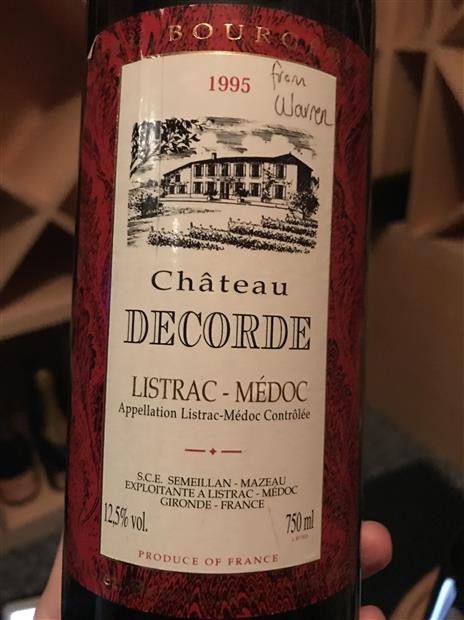 1995
from
Warren
Château
DECORDE
LISTRAC - MÉDOC
Appellation Listrac-Médoc Contrôlée
S.C.E. SEMEILLAN - MAZEAU
EXPLOITANTE A LISTRAC - MÉDOC
GIRONDE - FRANCE
12,5% vol.
750 ml
PRODUCE OF FRANCE